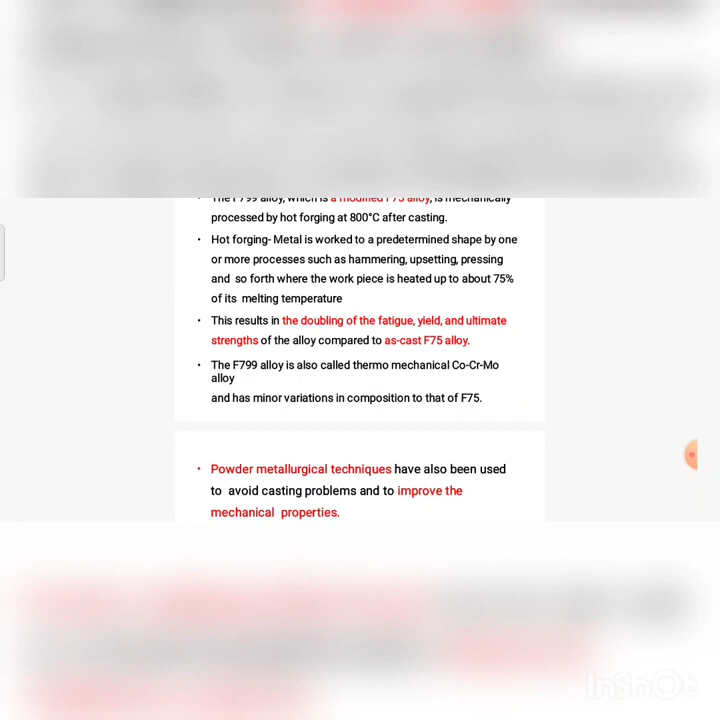 The F799 alloy, which is a modified F75 alloy, is mechanically
processed by hot forging at 800°C after casting.
• Hot forging- Metal is worked to a predetermined shape by one
or more processes such as hammering, upsetting, pressing
and so forth where the work piece is heated up to about 75%
of its melting temperature
• This results in the doubling of the fatigue, yield, and ultimate
strengths of the alloy compared to as-cast F75 alloy.
• The F799 alloy is also called thermo mechanical Co-Cr-Mo
alloy
and has minor variations in composition to that of F75.
• Powder metallurgical techniques have also been used
to avoid casting problems and to improve the
mechanical properties.
InShOt